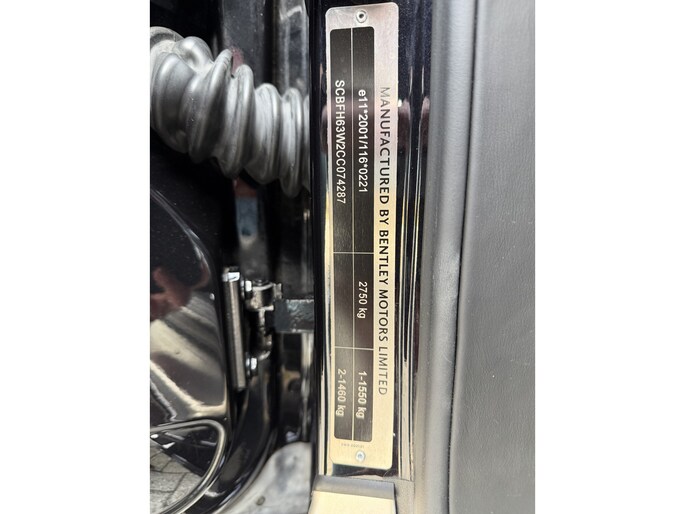 MANUFACTURED BY BENTLEY MOTORS LIMITED
e11*2001/116*0221
SCBFH63W2CC074287
2750 kg
1-1550 kg
2-1460 kg